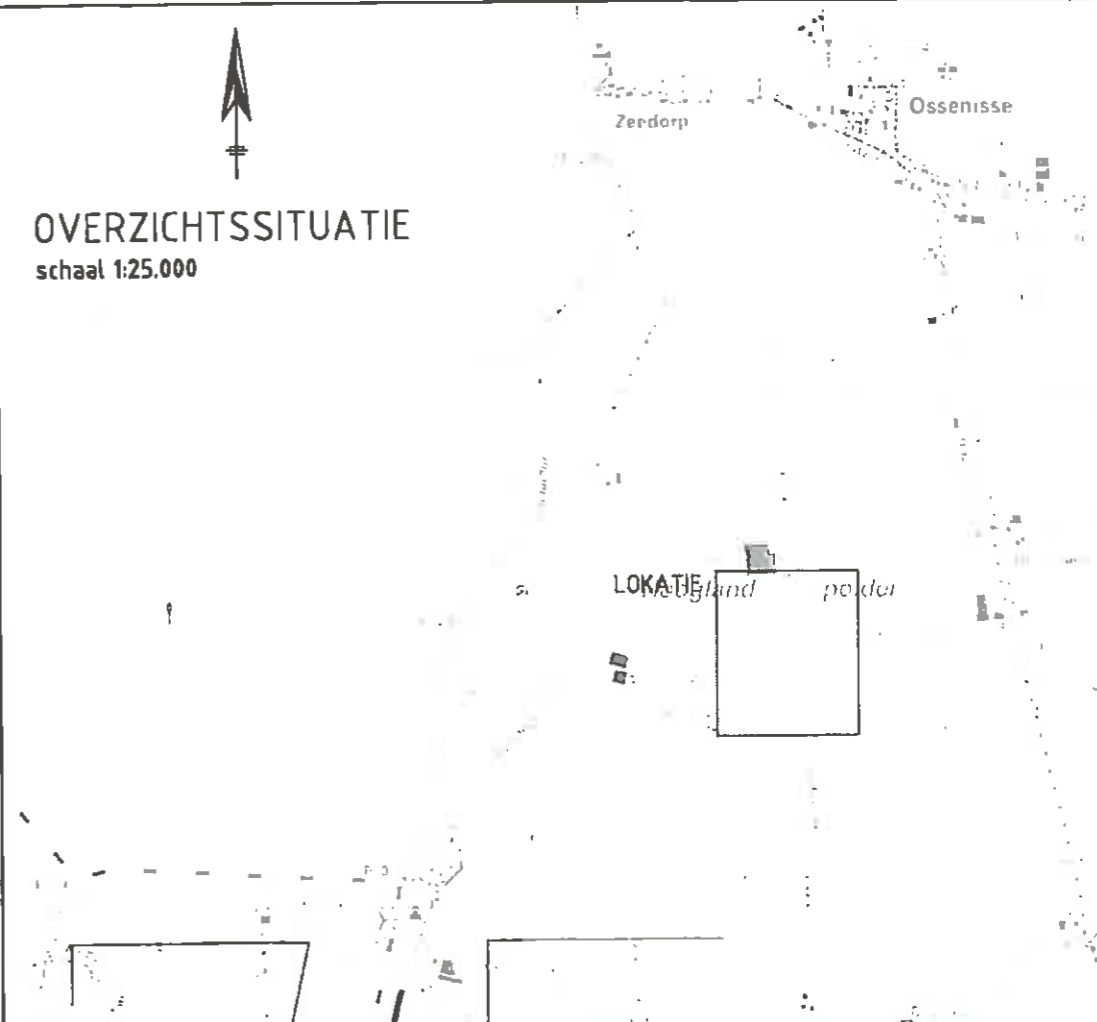 Ossenisse
Zeedorp
OVERZICHTSSITUATIE
schaal 1:25.000
LOKATIE
polder